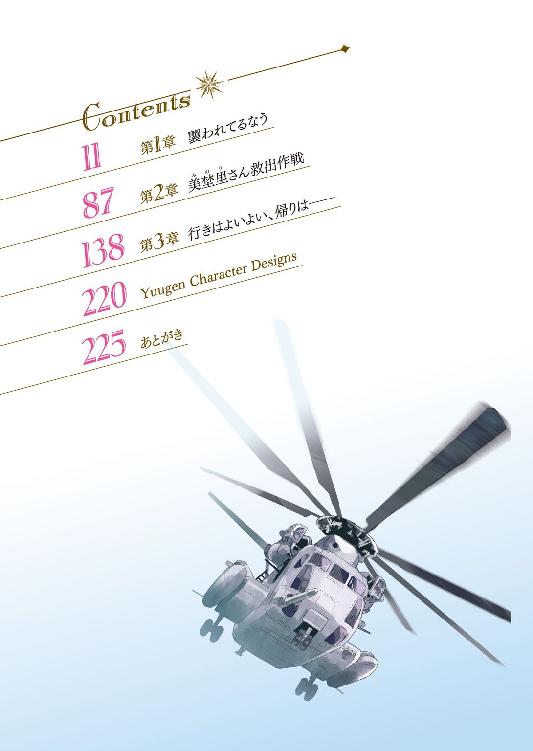 Contents
11 第1章 襲われてるなう
87 第2章 美埜里さん救出作戦
138 第3章 行きはよいよい、帰りは──
220 Yuugen Character Designs
225 あとがき